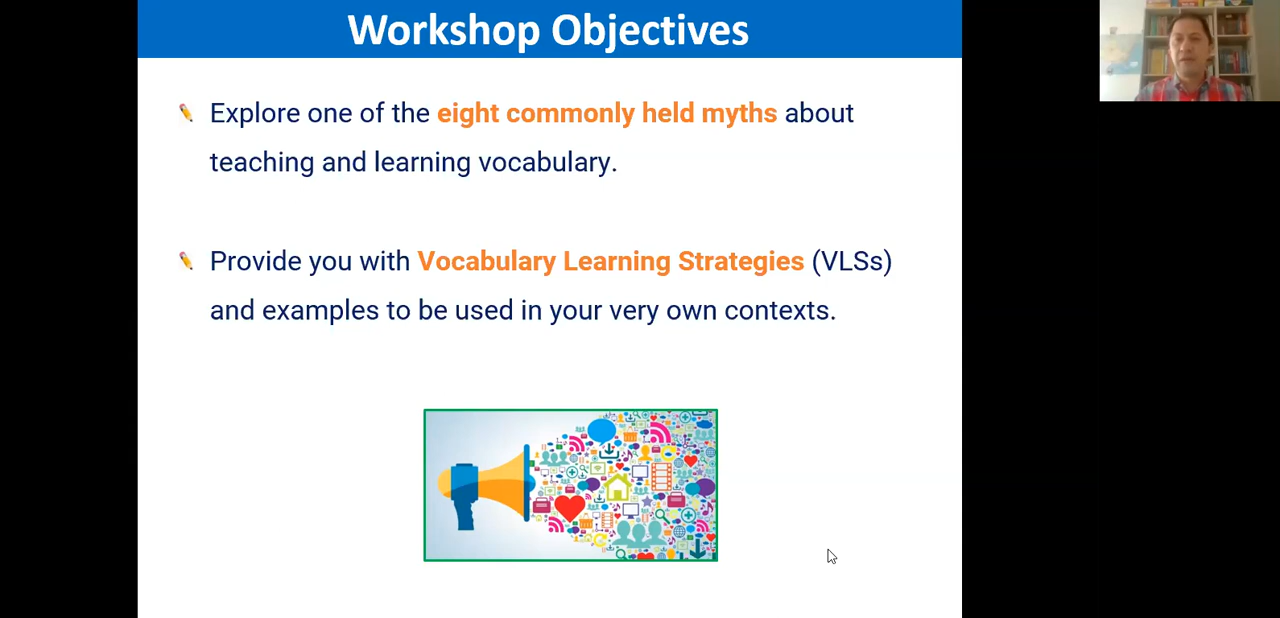 Workshop Objectives
Explore one of the eight commonly held myths about
teaching and learning vocabulary.
Provide you with Vocabulary Learning Strategies (VLSs)
and examples to be used in your very own contexts.